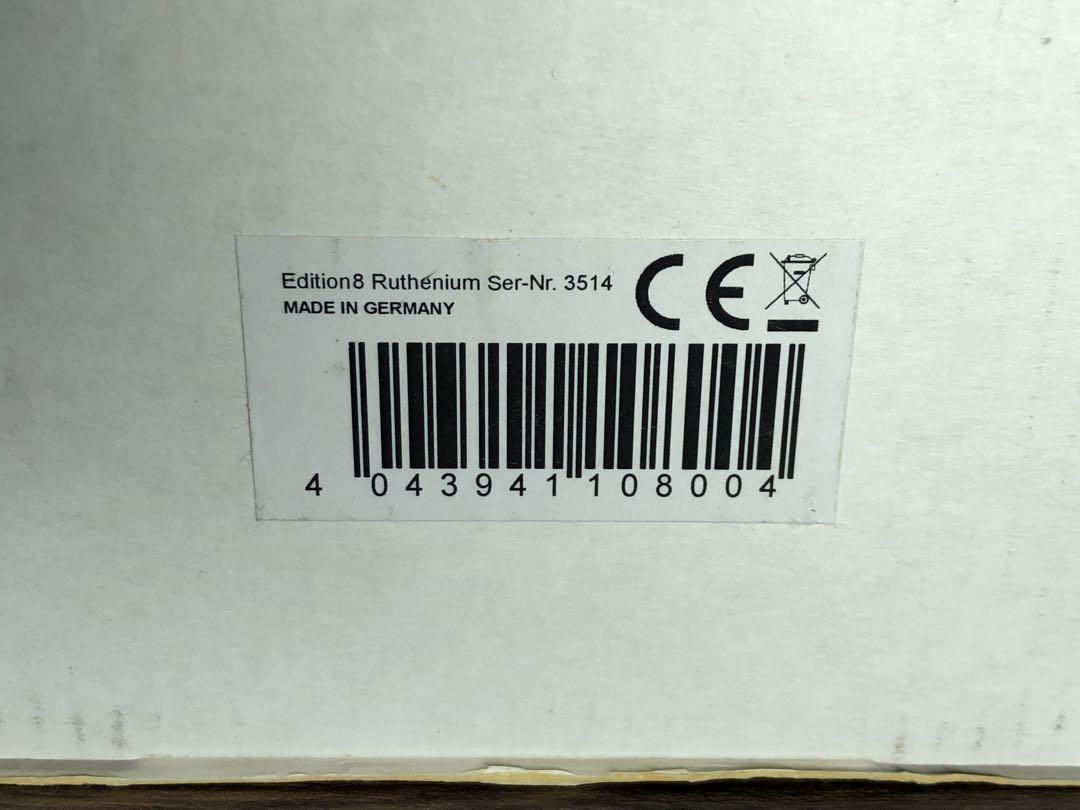 Edition8 Ruthenium Ser-Nr. 3514
MADE IN GERMANY
CE
4 043941 108004